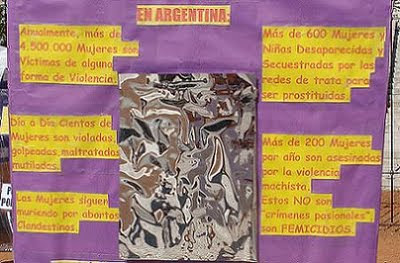 EN ARGENTINA:
Anualmente, más de
4.500.000 Mujeres son
Víctimas de alguna
forma de Violencia.
Día a Día Cientos de
Mujeres son violadas,
golpeadas, maltratadas
mutiladas.
Las Mujeres siguen
muriendo por abortos
Clandestinos.
Más de 600 Mujeres y
Niñas Desaparecidas y
Secuestradas por las
redes de trata para
ser prostituidas.
Más de 200 Mujeres
por año son asesinadas
por la violencia
machista.
Estos NO son
"crímenes pasionales",
son FEMICIDIOS.